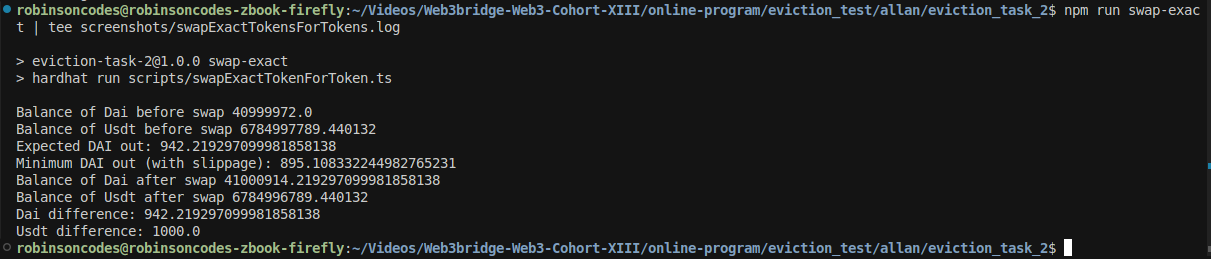 robinsoncodes@robinsoncodes-zbook-firefly:~/Videos/Web3bridge-Web3-Cohort-XIII/online-program/eviction_test/allan/eviction_task_2$ npm run swap-exac
t | tee screenshots/swapExactTokensForTokens.log
> eviction-task-2@1.0.0 swap-exact
> hardhat run scripts/swapExactTokenForToken.ts
Balance of Dai before swap 40999972.0
Balance of Usdt before swap 6784997789.440132
Expected DAI out: 942.219297099981858138
Minimum DAI out (with slippage): 895.108332244982765231
Balance of Dai after swap 41000914.219297099981858138
Balance of Usdt after swap 6784996789.440132
Dai difference: 942.219297099981858138
Usdt difference: 1000.0
robinsoncodes@robinsoncodes-zbook-firefly:~/Videos/Web3bridge-Web3-Cohort-XIII/online-program/eviction_test/allan/eviction_task_2$